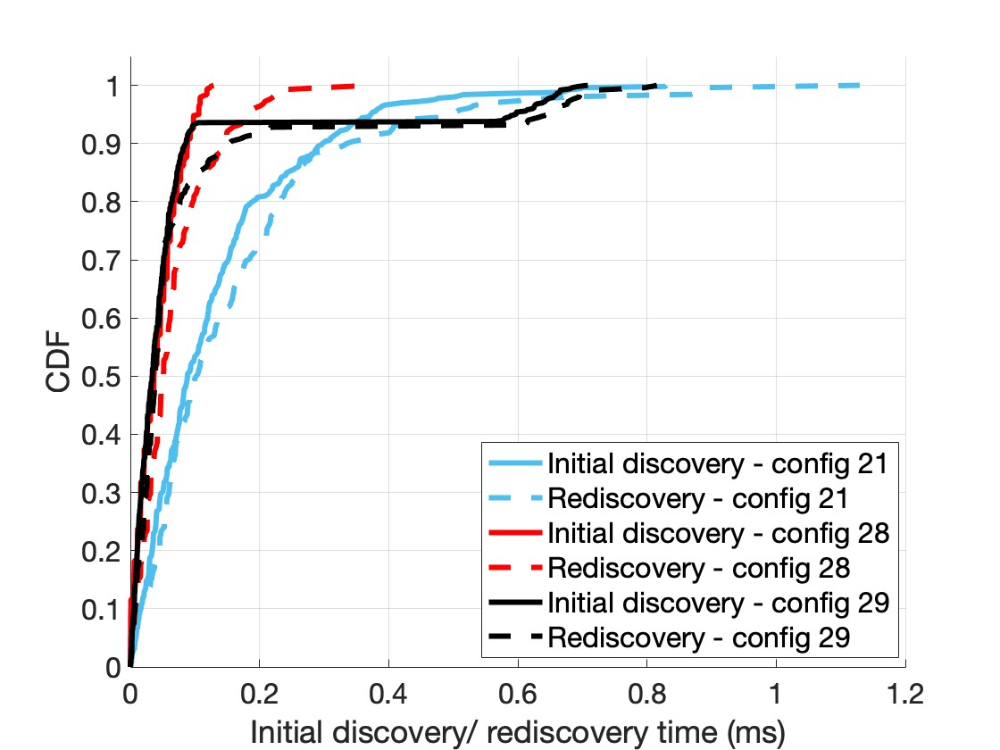 1
0.9
0.8
0.7
0.6
0.5
0.4
0.3
0.2
0.1
0
CDF
Initial discovery - config 21
Rediscovery - config 21
Initial discovery - config 28
Rediscovery - config 28
Initial discovery - config 29
Rediscovery - config 29
0 0.2 0.4 0.6 0.8 1 1.2
Initial discovery/ rediscovery time (ms)